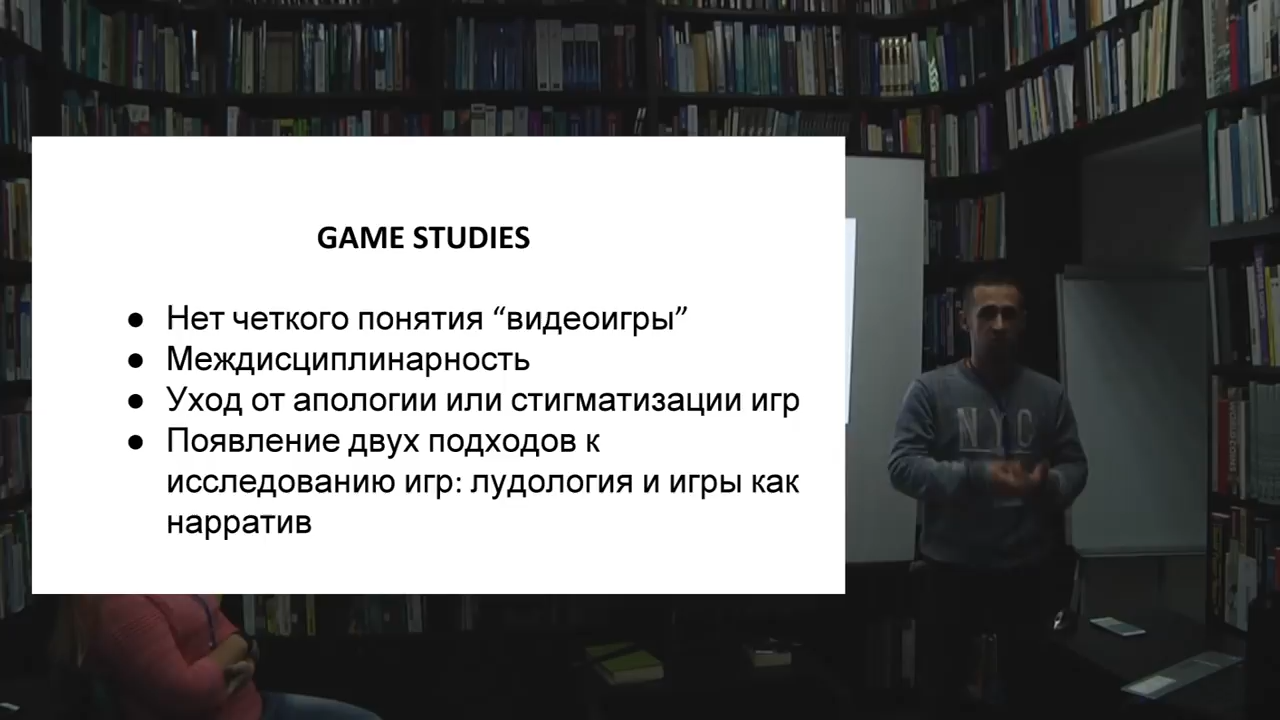 GAME STUDIES
● Нет четкого понятия “видеоигры”
● Междисциплинарность
● Уход от апологии или стигматизации игр
● Появление двух подходов к
исследованию игр: лудология и игры как
нарратив
NYC